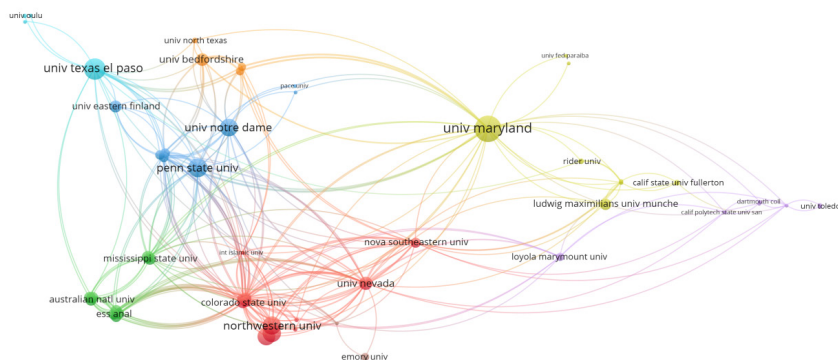 univ oulu
univ north texas
univ fed paraiba
univ texas el paso
univ bedfordshire
pace univ
univ eastern finland
univ notre dame
univ maryland
penn state univ
rider univ
calif state univ fullerton
ludwig maximilians univ munche
dartmouth coll
univ toledo
calif polytech state univ san
nova southeastern univ
int islamic univ
mississippi state univ
loyola marymount univ
univ nevada
australian natl univ
colorado state univ
ess anal
northwestern univ
emory univ